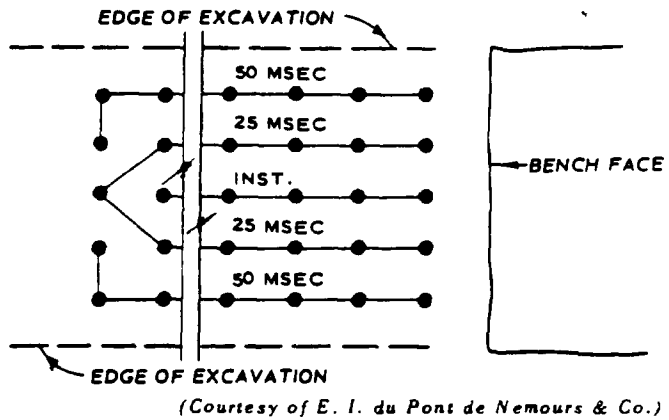 EDGE OF EXCAVATION
50 MSEC
25 MSEC
INST.
BENCH FACE
25 MSEC
50 MSEC
EDGE OF EXCAVATION
(Courtesy of E. I. du Pont de Nemours & Co.)